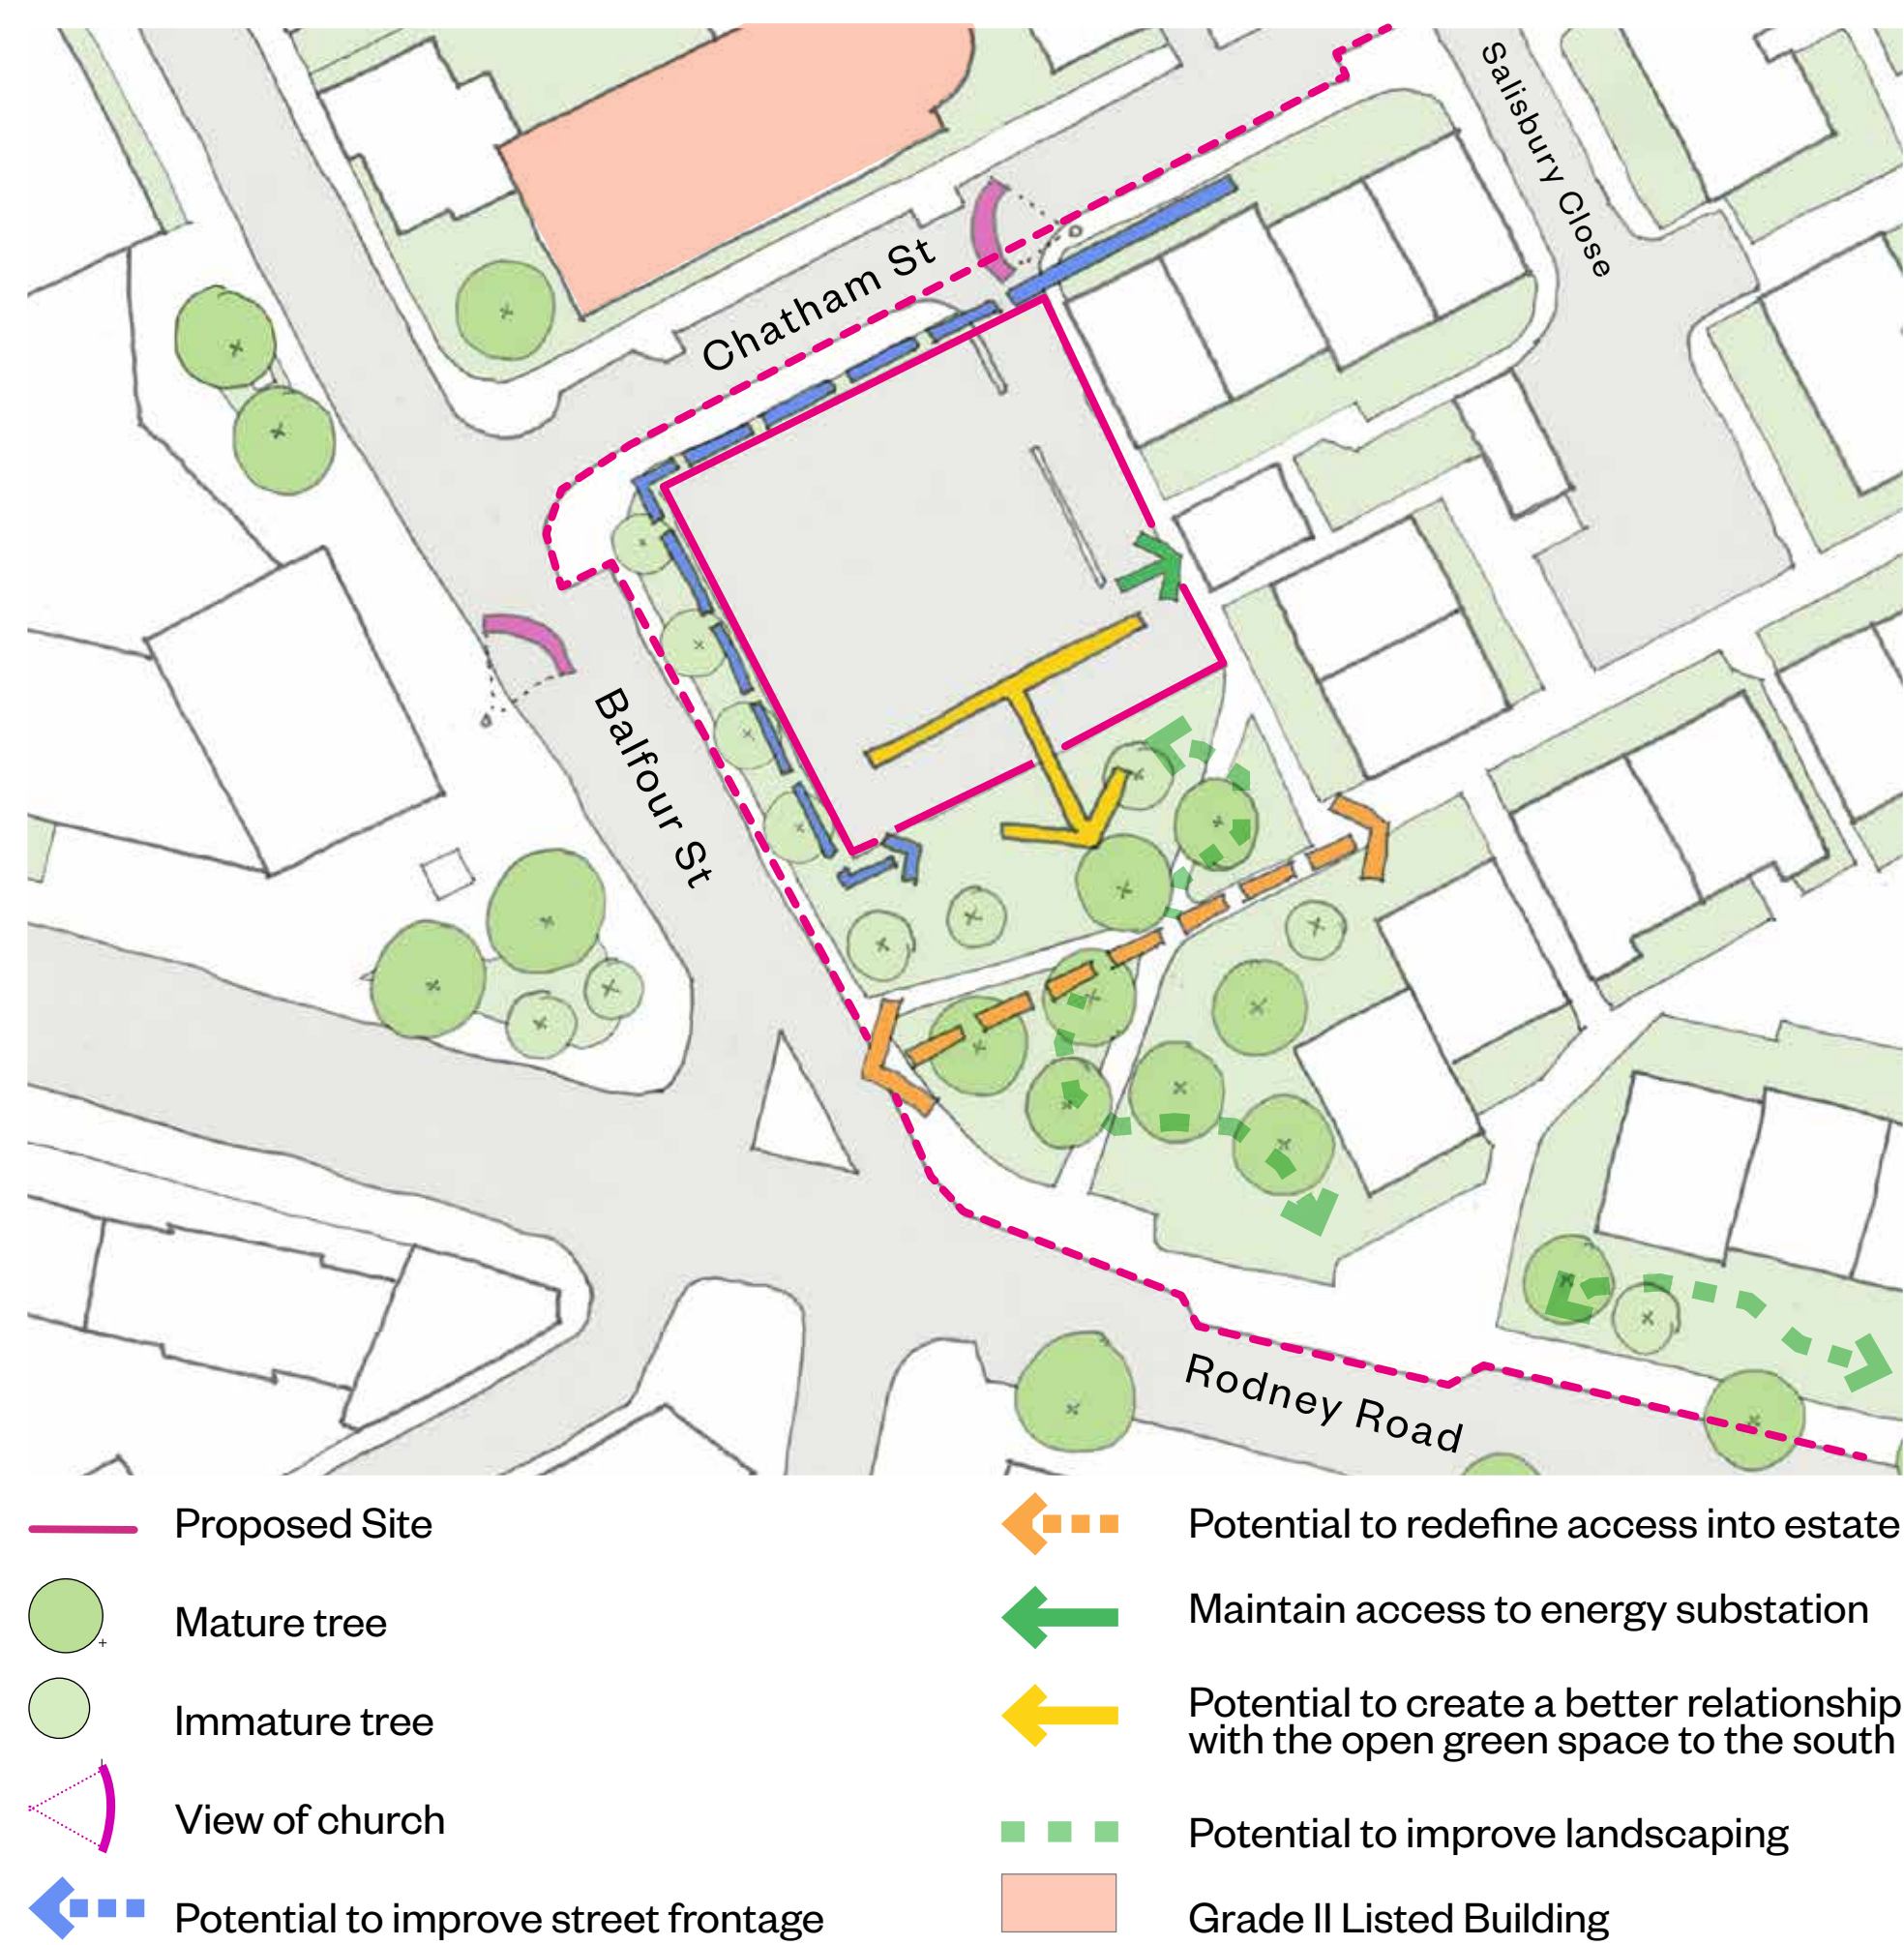 Salisbury Close
Chatham St
Balfour St
Rodney Road
Proposed Site
Mature tree
Immature tree
View of church
Potential to improve street frontage
Potential to redefine access into estate
Maintain access to energy substation
Potential to create a better relationship
with the open green space to the south
Potential to improve landscaping
Grade II Listed Building